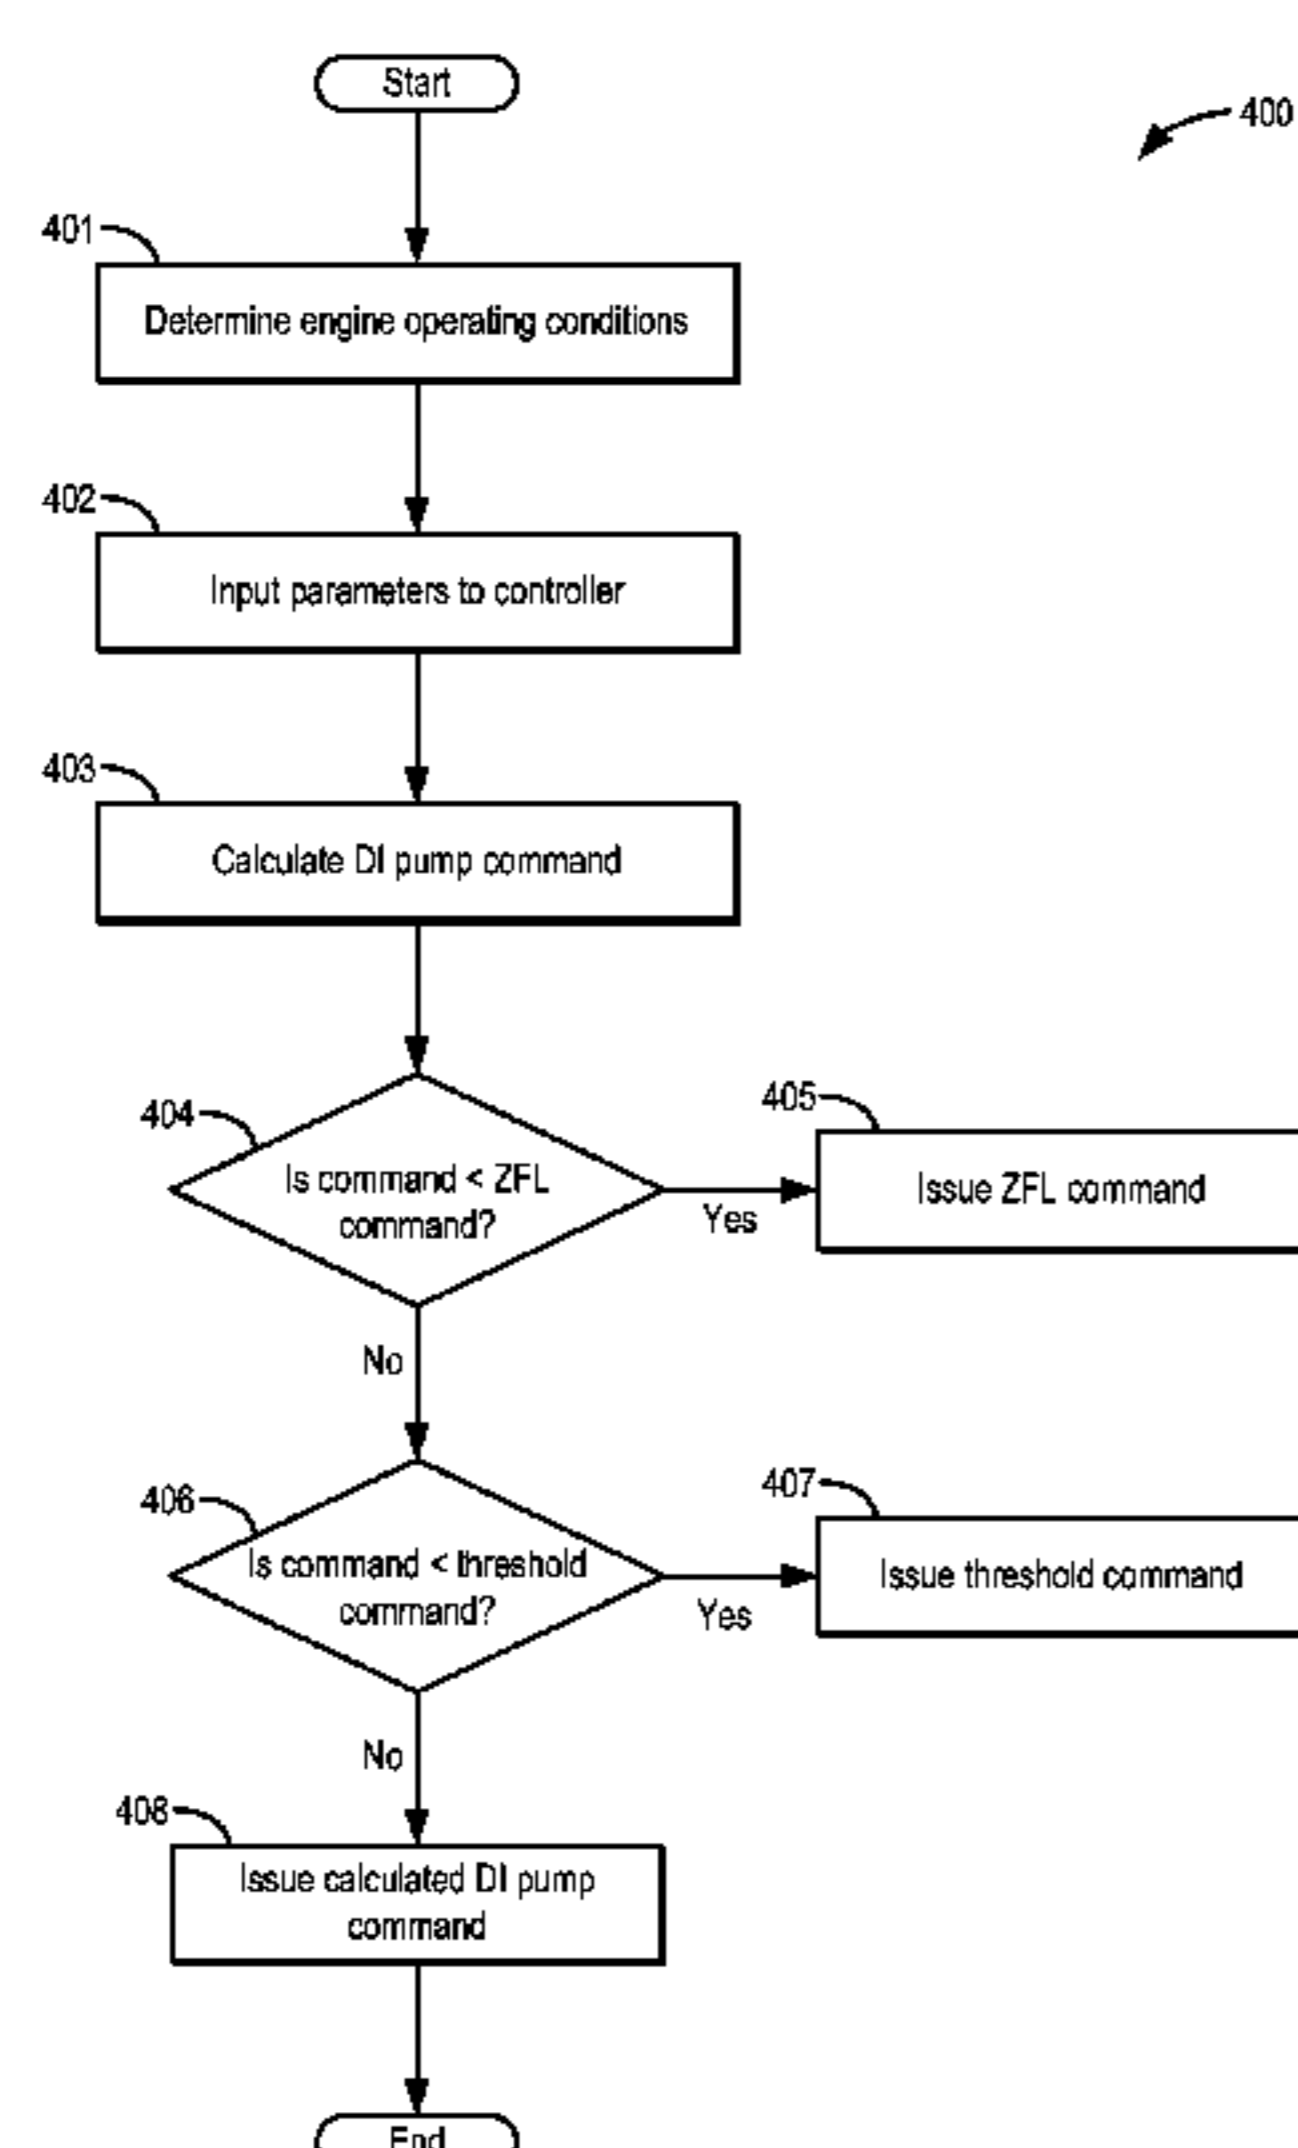 Start
400
401
Determine engine operating conditions
402
Input parameters to controller
403
Calculate DI pump command
404
Is command < ZFL
command?
Yes
405
Issue ZFL command
No
406
Is command < threshold
command?
Yes
407
Issue threshold command
No
408
Issue calculated DI pump
command
End